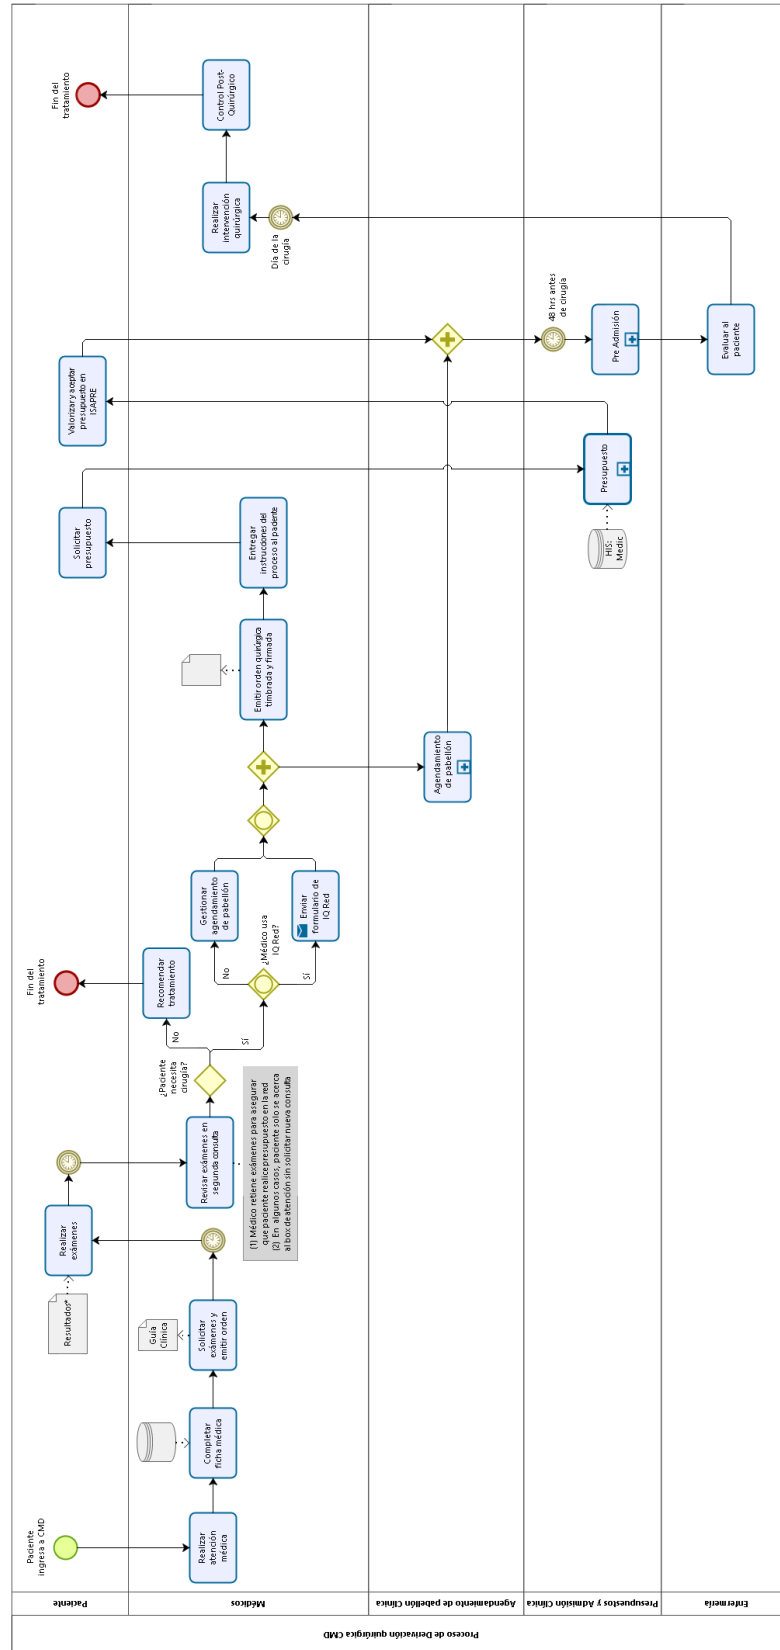 Proceso de Derivación quirúrgica CMD
Paciente
Médicos
Agendamiento de pabellón Clínica
Presupuestos y Admisión Clínica
Enfermería
Paciente
ingresa a CMD
Realizar
atención
médica
Completar
ficha médica
Solicitar
exámenes y
emitir orden
Guía
Clínica
Resultados*
Realizar
exámenes
Revisar exámenes en
segunda consulta
(1) Médico retiene exámenes para asegurar
que paciente realice presupuesto en la red
(2) En algunos casos, paciente solo se acerca
al box de atención sin solicitar nueva consulta
¿Paciente
necesita
cirugía?
No
Sí
Recomendar
tratamiento
Fin del
tratamiento
¿Médico usa
IQ Red?
No
Sí
Gestionar
agendamiento
de pabellón
Enviar
formulario de
IQ Red
Agendamiento
de pabellón
Emitir orden quirúrgica
timbrada y firmada
Entregar
instrucciones del
proceso al paciente
Solicitar
presupuesto
HIS:
Medic
Presupuesto
Valorizar y aceptar
presupuesto en
ISAPRE
48 hrs antes
de cirugía
Pre Admisión
Evaluar al
paciente
Día de la
cirugía
Realizar
intervención
quirúrgica
Control Post-
Quirúrgico
Fin del
tratamiento